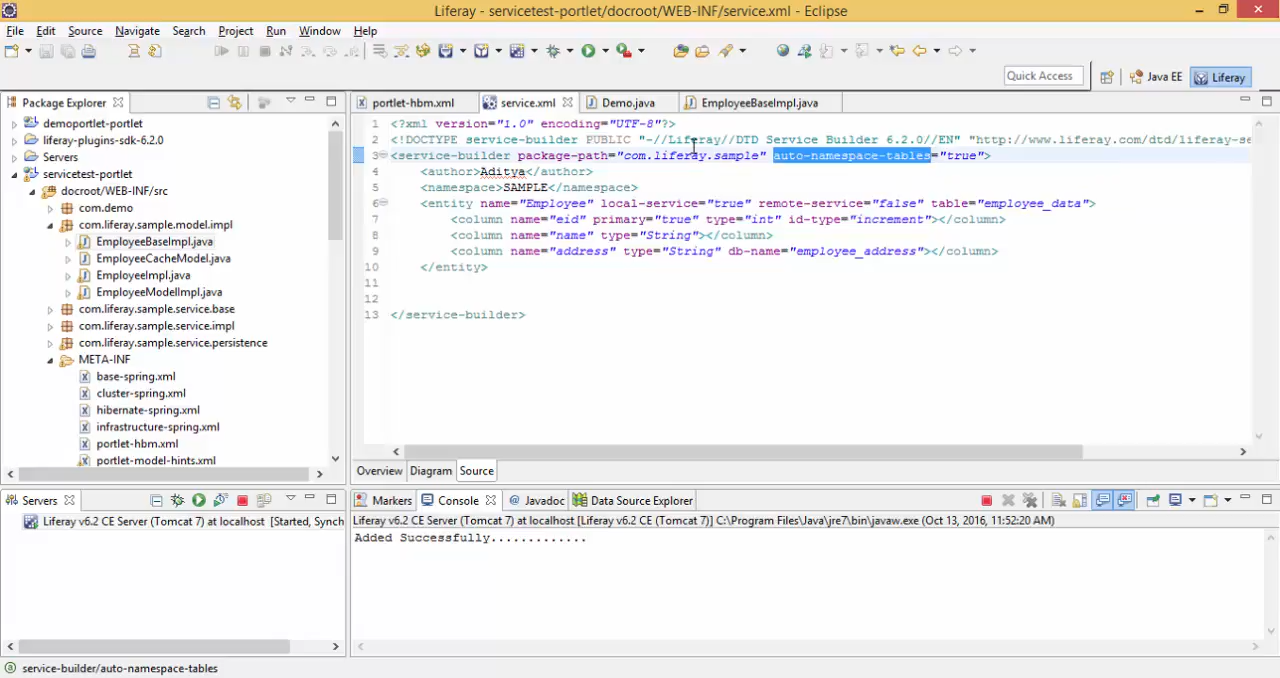 Liferay - servicetest-portlet/docroot/WEB-INF/service.xml - Eclipse
File Edit Source Navigate Search Project Run Window Help
Quick Access
Java EE
Liferay
Package Explorer
demoportlet-portlet
liferay-plugins-sdk-6.2.0
Servers
servicetest-portlet
docroot/WEB-INF/src
com.demo
com.liferay.sample.model.impl
EmployeeBaseImpl.java
EmployeeCacheModel.java
EmployeeImpl.java
EmployeeModelImpl.java
com.liferay.sample.service.base
com.liferay.sample.service.impl
com.liferay.sample.service.persistence
META-INF
base-spring.xml
cluster-spring.xml
hibernate-spring.xml
infrastructure-spring.xml
portlet-hbm.xml
portlet-model-hints.xml
portlet-hbm.xml service.xml Demo.java EmployeeBaseImpl.java
1 <?xml version="1.0" encoding="UTF-8"?>
2 <!DOCTYPE service-builder PUBLIC "-//Liferay//DTD Service Builder 6.2.0//EN" "http://www.liferay.com/dtd/liferay-se
3 <service-builder package-path="com.liferay.sample" auto-namespace-tables="true">
4 <author>Aditya</author>
5 <namespace>SAMPLE</namespace>
6 <entity name="Employee" local-service="true" remote-service="false" table="employee_data">
7 <column name="eid" primary="true" type="int" id-type="increment"></column>
8 <column name="name" type="String"></column>
9 <column name="address" type="String" db-name="employee_address"></column>
10 </entity>
11
12
13 </service-builder>
Overview Diagram Source
Servers
Liferay v6.2 CE Server (Tomcat 7) at localhost [Started, Synch
Markers Console Javadoc Data Source Explorer
Liferay v6.2 CE Server (Tomcat 7) at localhost [Liferay v6.2 CE (Tomcat 7)] C:\Program Files\Java\jre7\bin\javaw.exe (Oct 13, 2016, 11:52:20 AM)
Added Successfully.............
service-builder/auto-namespace-tables